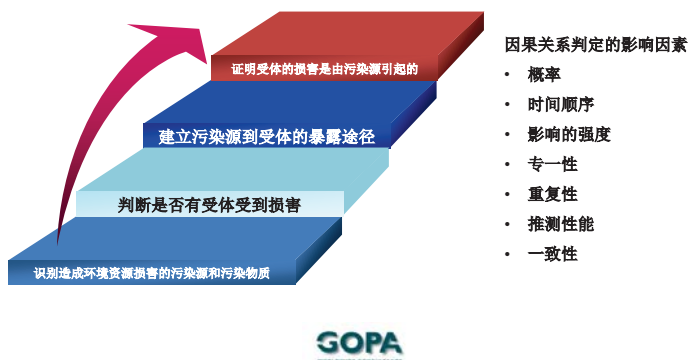 证明受体的损害是由污染源引起的
建立污染源到受体的暴露途径
判断是否有受体受到损害
识别造成环境资源损害的污染源和污染物质
因果关系判定的影响因素
• 概率
• 时间顺序
• 影响的强度
• 专一性
• 重复性
• 推测性能
• 一致性
GOPA